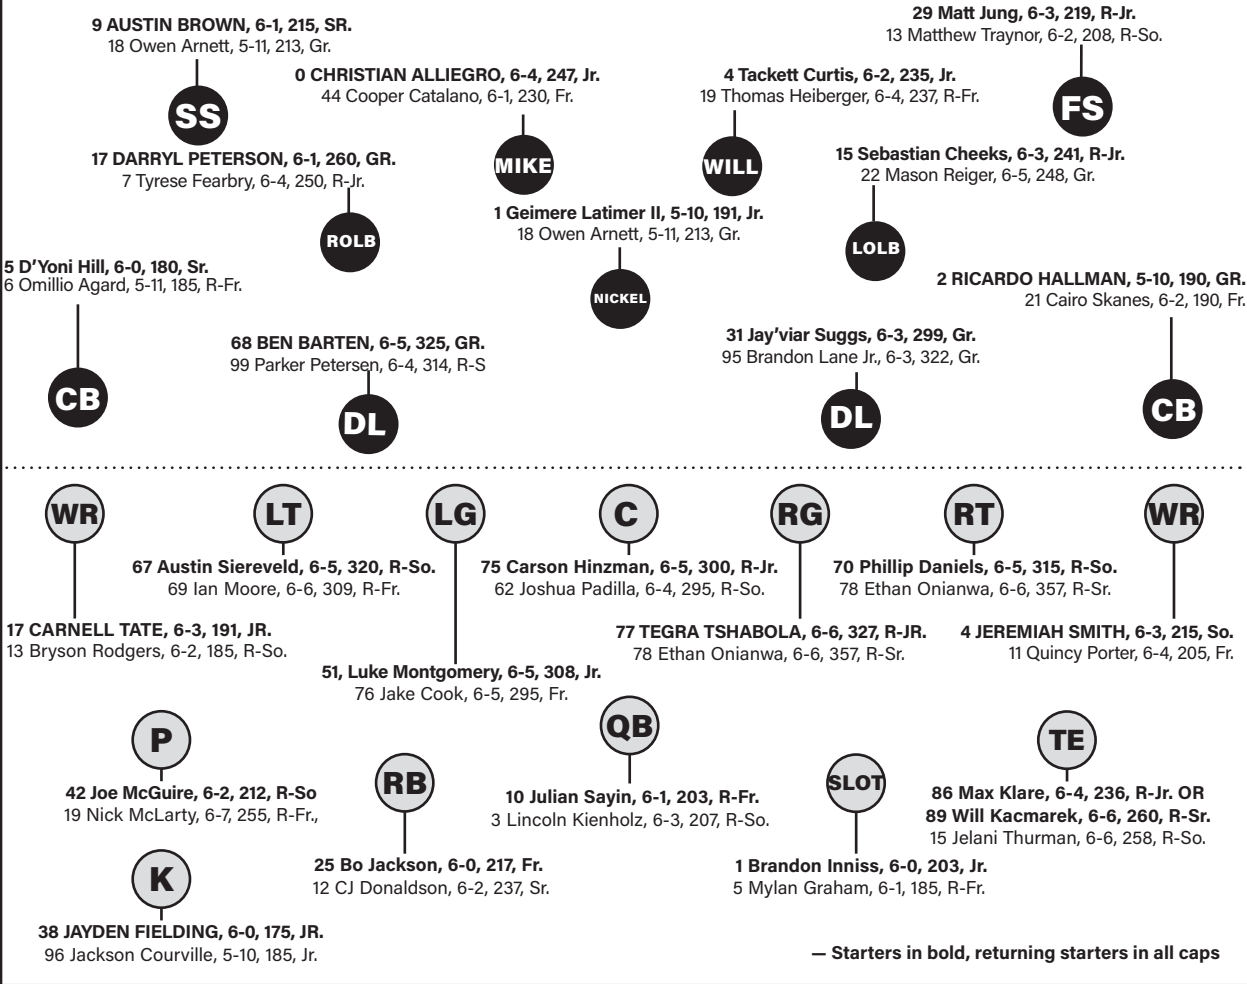 9 AUSTIN BROWN, 6-1, 215, SR.
18 Owen Arnett, 5-11, 213, Gr.
SS
29 Matt Jung, 6-3, 219, R-Jr.
13 Matthew Traynor, 6-2, 208, R-So.
FS
0 CHRISTIAN ALLIEGRO, 6-4, 247, Jr.
44 Cooper Catalano, 6-1, 230, Fr.
MIKE
4 Tackett Curtis, 6-2, 235, Jr.
19 Thomas Heiberger, 6-4, 237, R-Fr.
WILL
17 DARRYL PETERSON, 6-1, 260, GR.
7 Tyrese Fearbry, 6-4, 250, R-Jr.
ROLB
15 Sebastian Cheeks, 6-3, 241, R-Jr.
22 Mason Reiger, 6-5, 248, Gr.
LOLB
1 Geimere Latimer II, 5-10, 191, Jr.
18 Owen Arnett, 5-11, 213, Gr.
NICKEL
5 D'Yoni Hill, 6-0, 180, Sr.
6 Omillio Agard, 5-11, 185, R-Fr.
CB
2 RICARDO HALLMAN, 5-10, 190, GR.
21 Cairo Skanes, 6-2, 190, Fr.
CB
68 BEN BARTEN, 6-5, 325, GR.
99 Parker Petersen, 6-4, 314, R-S
DL
31 Jay'viar Suggs, 6-3, 299, Gr.
95 Brandon Lane Jr., 6-3, 322, Gr.
DL
WR
17 CARNELL TATE, 6-3, 191, JR.
13 Bryson Rodgers, 6-2, 185, R-So.
LT
67 Austin Siereveld, 6-5, 320, R-So.
69 Ian Moore, 6-6, 309, R-Fr.
LG
51, Luke Montgomery, 6-5, 308, Jr.
76 Jake Cook, 6-5, 295, Fr.
C
75 Carson Hinzman, 6-5, 300, R-Jr.
62 Joshua Padilla, 6-4, 295, R-So.
RG
77 TEGRA TSHABOLA, 6-6, 327, R-JR.
78 Ethan Onianwa, 6-6, 357, R-Sr.
RT
70 Phillip Daniels, 6-5, 315, R-So.
78 Ethan Onianwa, 6-6, 357, R-Sr.
WR
4 JEREMIAH SMITH, 6-3, 215, So.
11 Quincy Porter, 6-4, 205, Fr.
P
42 Joe McGuire, 6-2, 212, R-So
19 Nick McLarty, 6-7, 255, R-Fr.,
RB
25 Bo Jackson, 6-0, 217, Fr.
12 CJ Donaldson, 6-2, 237, Sr.
QB
10 Julian Sayin, 6-1, 203, R-Fr.
3 Lincoln Kienholz, 6-3, 207, R-So.
SLOT
1 Brandon Inniss, 6-0, 203, Jr.
5 Mylan Graham, 6-1, 185, R-Fr.
TE
86 Max Klare, 6-4, 236, R-Jr. OR
89 Will Kacmarek, 6-6, 260, R-Sr.
15 Jelani Thurman, 6-6, 258, R-So.
K
38 JAYDEN FIELDING, 6-0, 175, JR.
96 Jackson Courville, 5-10, 185, Jr.
— Starters in bold, returning starters in all caps